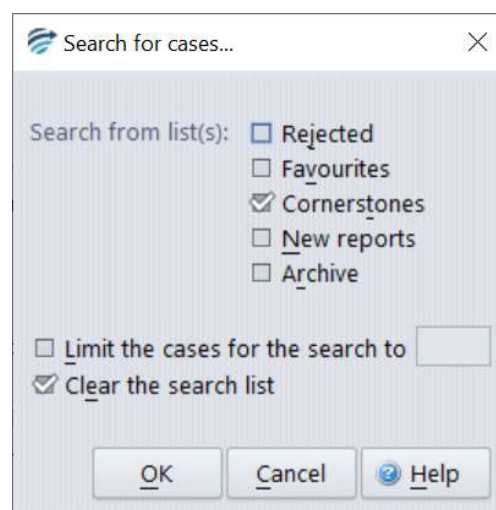 Search for cases...
Search from list(s): Rejected
Favourites
Cornerstones
New reports
Archive
Limit the cases for the search to
Clear the search list
OK Cancel Help